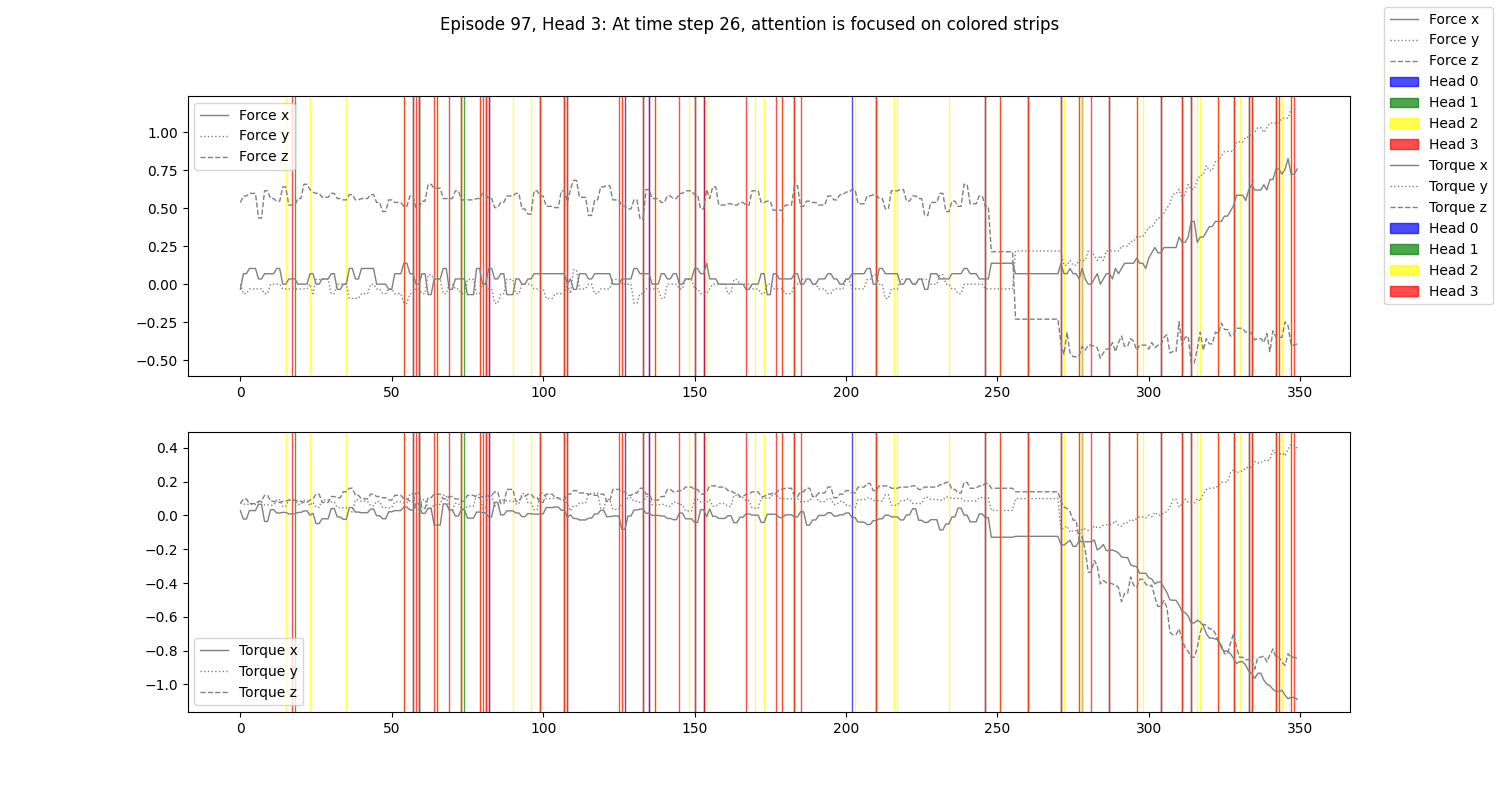 Episode 97, Head 3: At time step 26, attention is focused on colored strips
Force x
Force y
Force z
Head 0
Head 1
Head 2
Head 3
Torque x
Torque y
Torque z
Head 0
Head 1
Head 2
Head 3
Force x
Force y
Force z
1.00
0.75
0.50
0.25
0.00
−0.25
−0.50
0 50 100 150 200 250 300 350
0.4
0.2
0.0
−0.2
−0.4
−0.6
−0.8
−1.0
Torque x
Torque y
Torque z
0 50 100 150 200 250 300 350